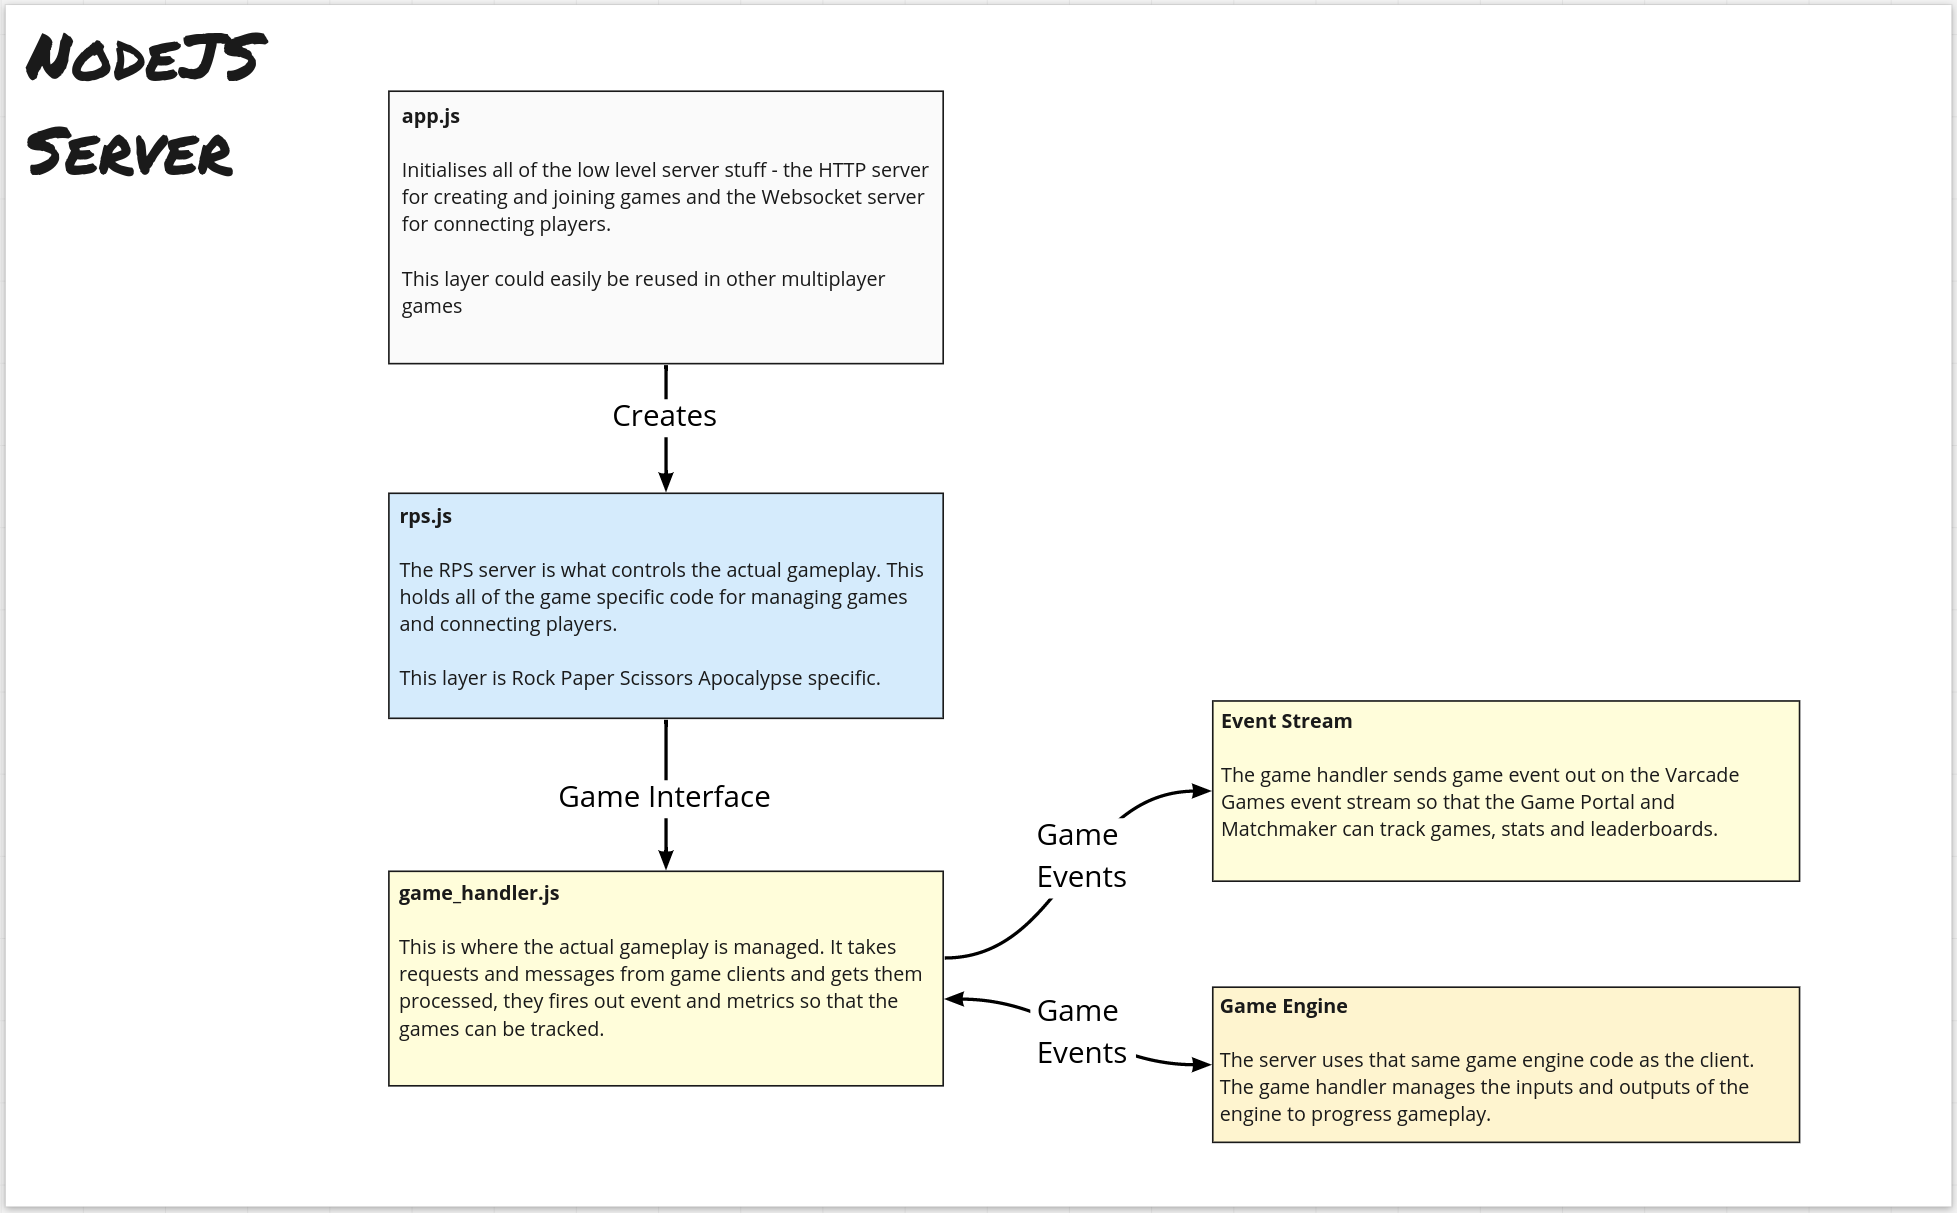 NodeJS
Server
app.js
Initialises all of the low level server stuff - the HTTP server
for creating and joining games and the Websocket server
for connecting players.
This layer could easily be reused in other multiplayer
games
Creates
rps.js
The RPS server is what controls the actual gameplay. This
holds all of the game specific code for managing games
and connecting players.
This layer is Rock Paper Scissors Apocalypse specific.
Game Interface
game_handler.js
This is where the actual gameplay is managed. It takes
requests and messages from game clients and gets them
processed, they fires out event and metrics so that the
games can be tracked.
Game
Events
Event Stream
The game handler sends game event out on the Varcade
Games event stream so that the Game Portal and
Matchmaker can track games, stats and leaderboards.
Game
Events
Game Engine
The server uses that same game engine code as the client.
The game handler manages the inputs and outputs of the
engine to progress gameplay.